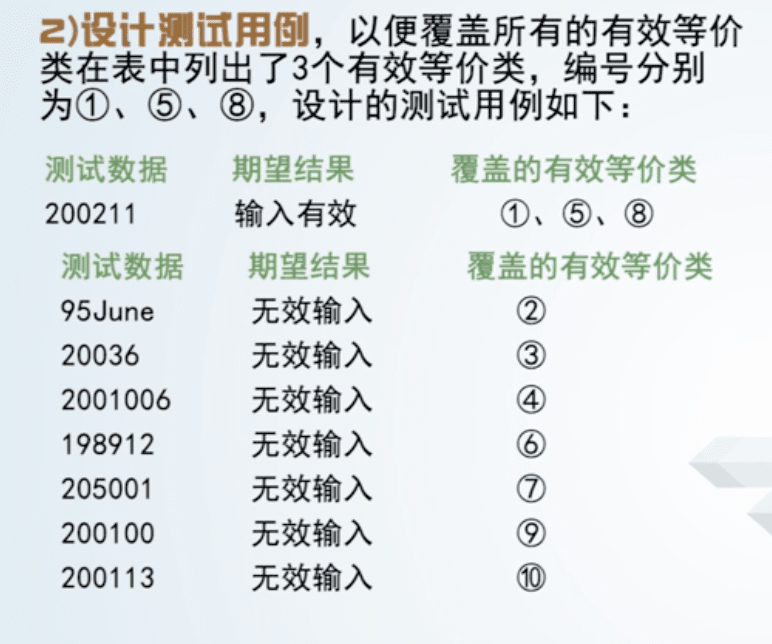 2)设计测试用例，以便覆盖所有的有效等价
类在表中列出了3个有效等价类，编号分别
为①、⑤、⑧，设计的测试用例如下：
测试数据 期望结果 覆盖的有效等价类
200211 输入有效 ①、⑤、⑧
测试数据 期望结果 覆盖的有效等价类
95June 无效输入 ②
20036 无效输入 ③
2001006 无效输入 ④
198912 无效输入 ⑥
205001 无效输入 ⑦
200100 无效输入 ⑨
200113 无效输入 ⑩